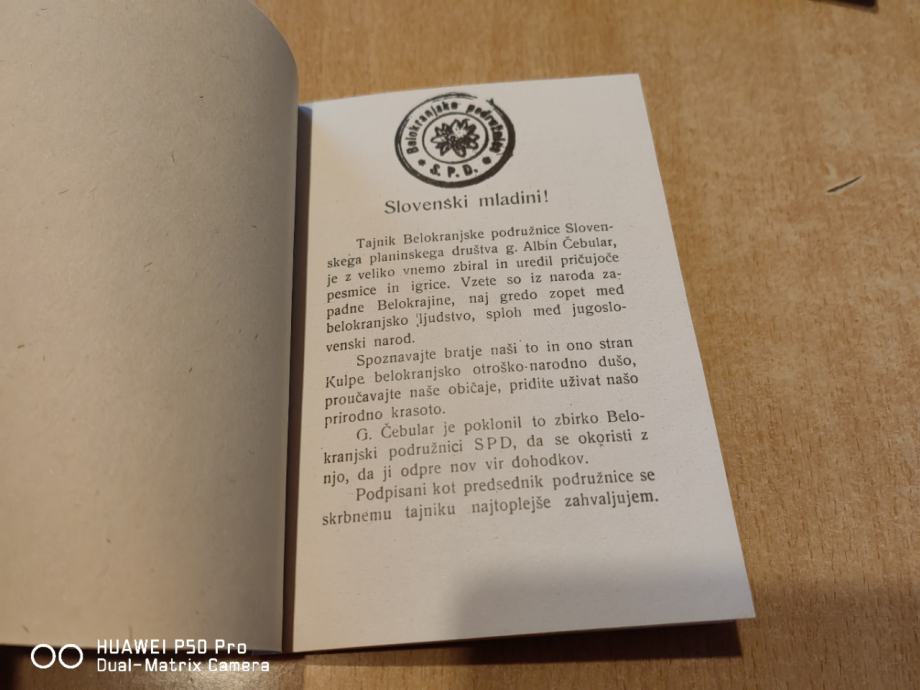 Belokranjske podružnice
S. P. D.
Slovenski mladini!
Tajnik Belokranjske podružnice Sloven-
skega planinskega društva g. Albin Čebular,
je z veliko vnemo zbiral in uredil pričujoče
pesmice in igrice. Vzete so iz naroda za-
padne Belokrajine, naj gredo zopet med
belokranjsko ljudstvo, sploh med jugoslo-
venski narod.
Spoznavajte bratje naši to in ono stran
Kulpe belokranjsko otroško-narodno dušo,
proučavajte naše običaje, pridite uživat našo
prirodno krasoto.
G. Čebular je poklonil to zbirko Belo-
kranjski podružnici SPD, da se okoristi z
njo, da ji odpre nov vir dohodkov.
Podpisani kot predsednik podružnice se
skrbnemu tajniku najtoplejše zahvaljujem.
HUAWEI P50 Pro
Dual-Matrix Camera